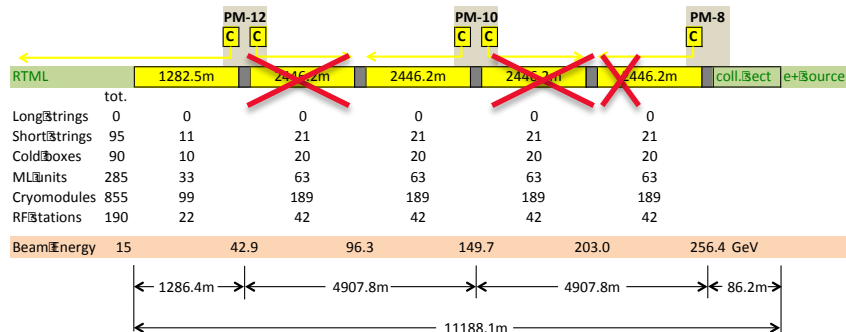 PM-12 PM-10 PM-8
C C C C C
RTML 1282.5m 2446.2m 2446.2m 2446.2m 2446.2m coll. sect e+ source
tot.
Long strings 0 0 0 0 0 0
Short strings 95 11 21 21 21 21
Cold boxes 90 10 20 20 20 20
ML units 285 33 63 63 63 63
Cryomodules 855 99 189 189 189 189
RF stations 190 22 42 42 42 42
Beam Energy 15 42.9 96.3 149.7 203.0 256.4 GeV
1286.4m 4907.8m 4907.8m 86.2m
11188.1m